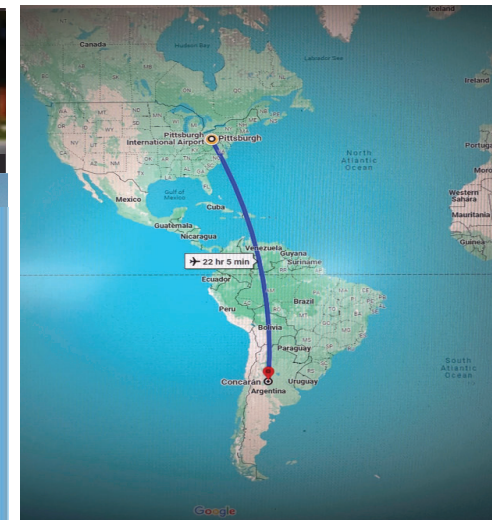 Iceland
Canada
Hudson Bay
Labrador Sea
Ireland
Pittsburgh
International Airport
Pittsburgh
North
Atlantic
Ocean
Portuga
Moro
Gulf of
Mexico
Mexico
Cuba
Western
Sahara
Mauritania
Guatemala
Nicaragua
Guinea
Venezuela
Guyana
Suriname
22 hr 5 min
Ecuador
Peru
Brazil
Bolivia
Paraguay
South
Atlantic
Ocean
Concarán
Uruguay
Argentina
Google